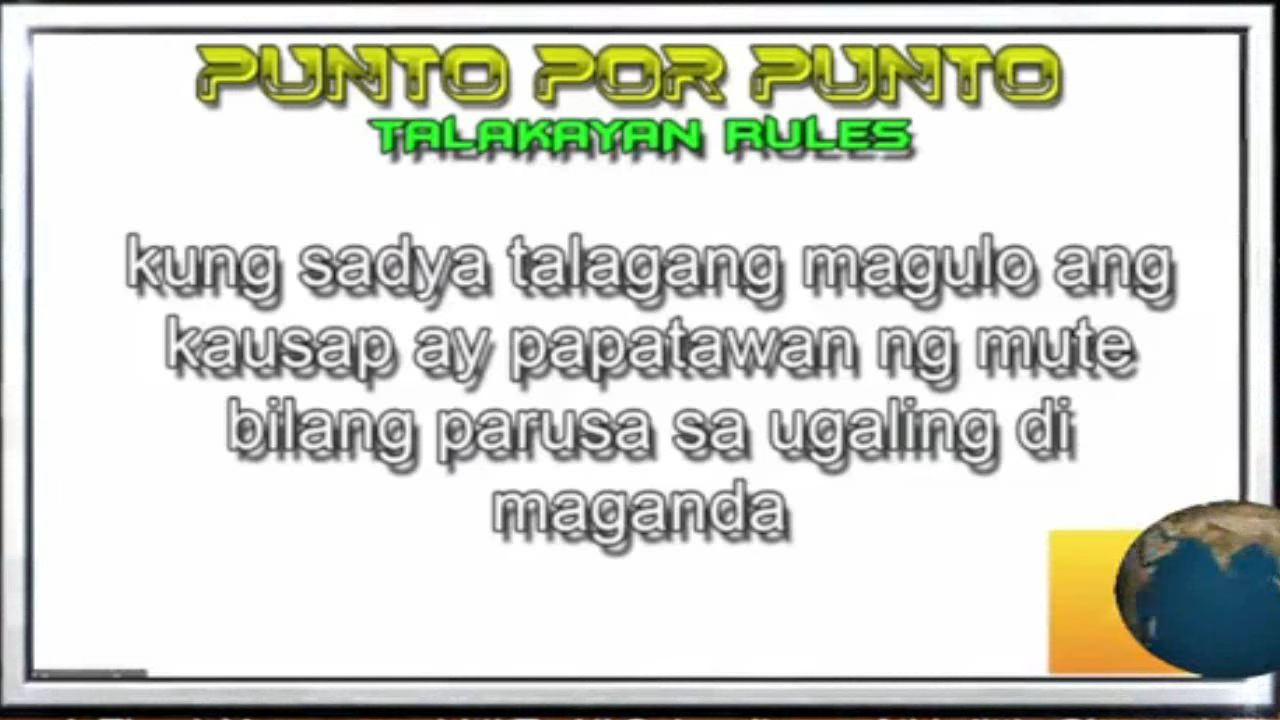 PUNTO POR PUNTO
TALAKAYAN RULES
kung sadya talagang magulo ang
kausap ay papatawan ng mute
bilang parusa sa ugaling di
maganda